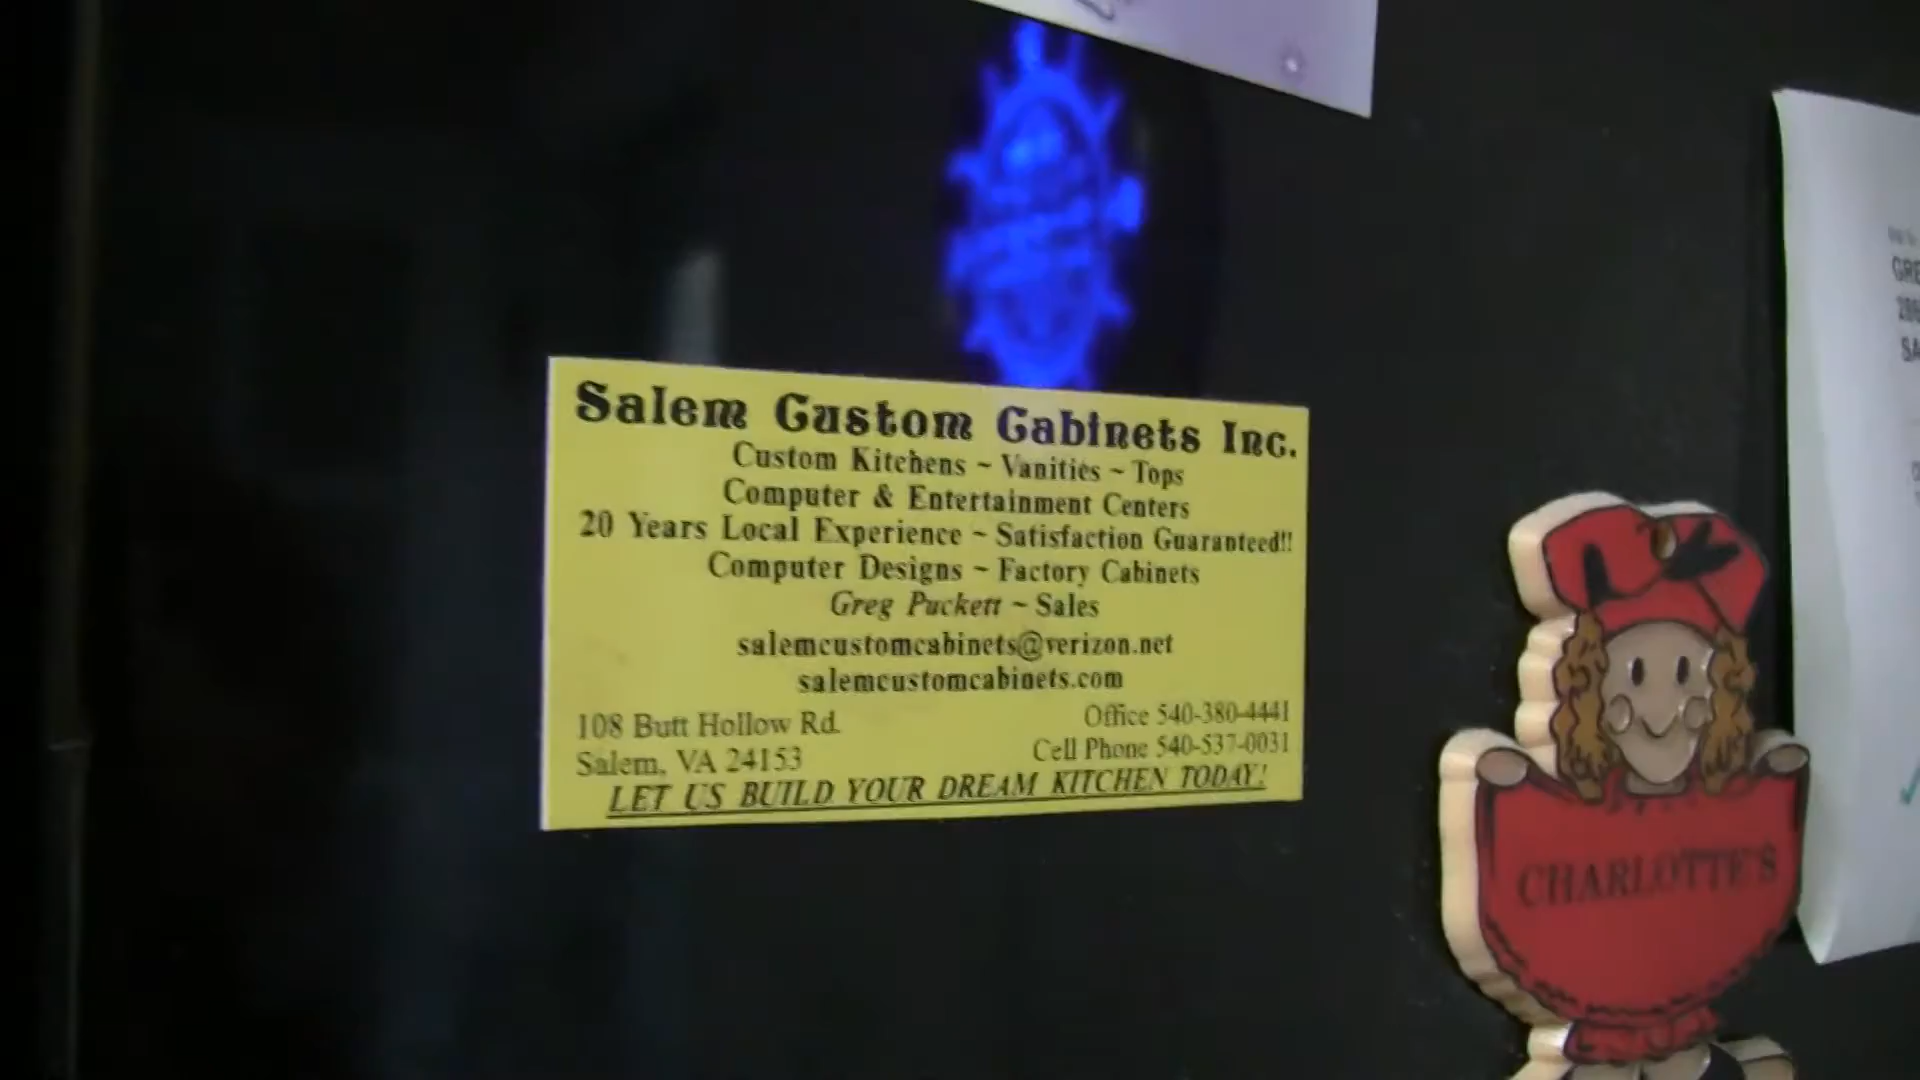 Salem Custom Cabinets Inc.
Custom Kitchens ~ Vanities ~ Tops
Computer & Entertainment Centers
20 Years Local Experience ~ Satisfaction Guaranteed!!
Computer Designs ~ Factory Cabinets
Greg Puckett ~ Sales
salemcustomcabinets@verizon.net
salemcustomcabinets.com
108 Butt Hollow Rd.
Salem, VA 24153
Office 540-380-4441
Cell Phone 540-537-0031
LET US BUILD YOUR DREAM KITCHEN TODAY!
CHARLOTTE'S
GRE
SA